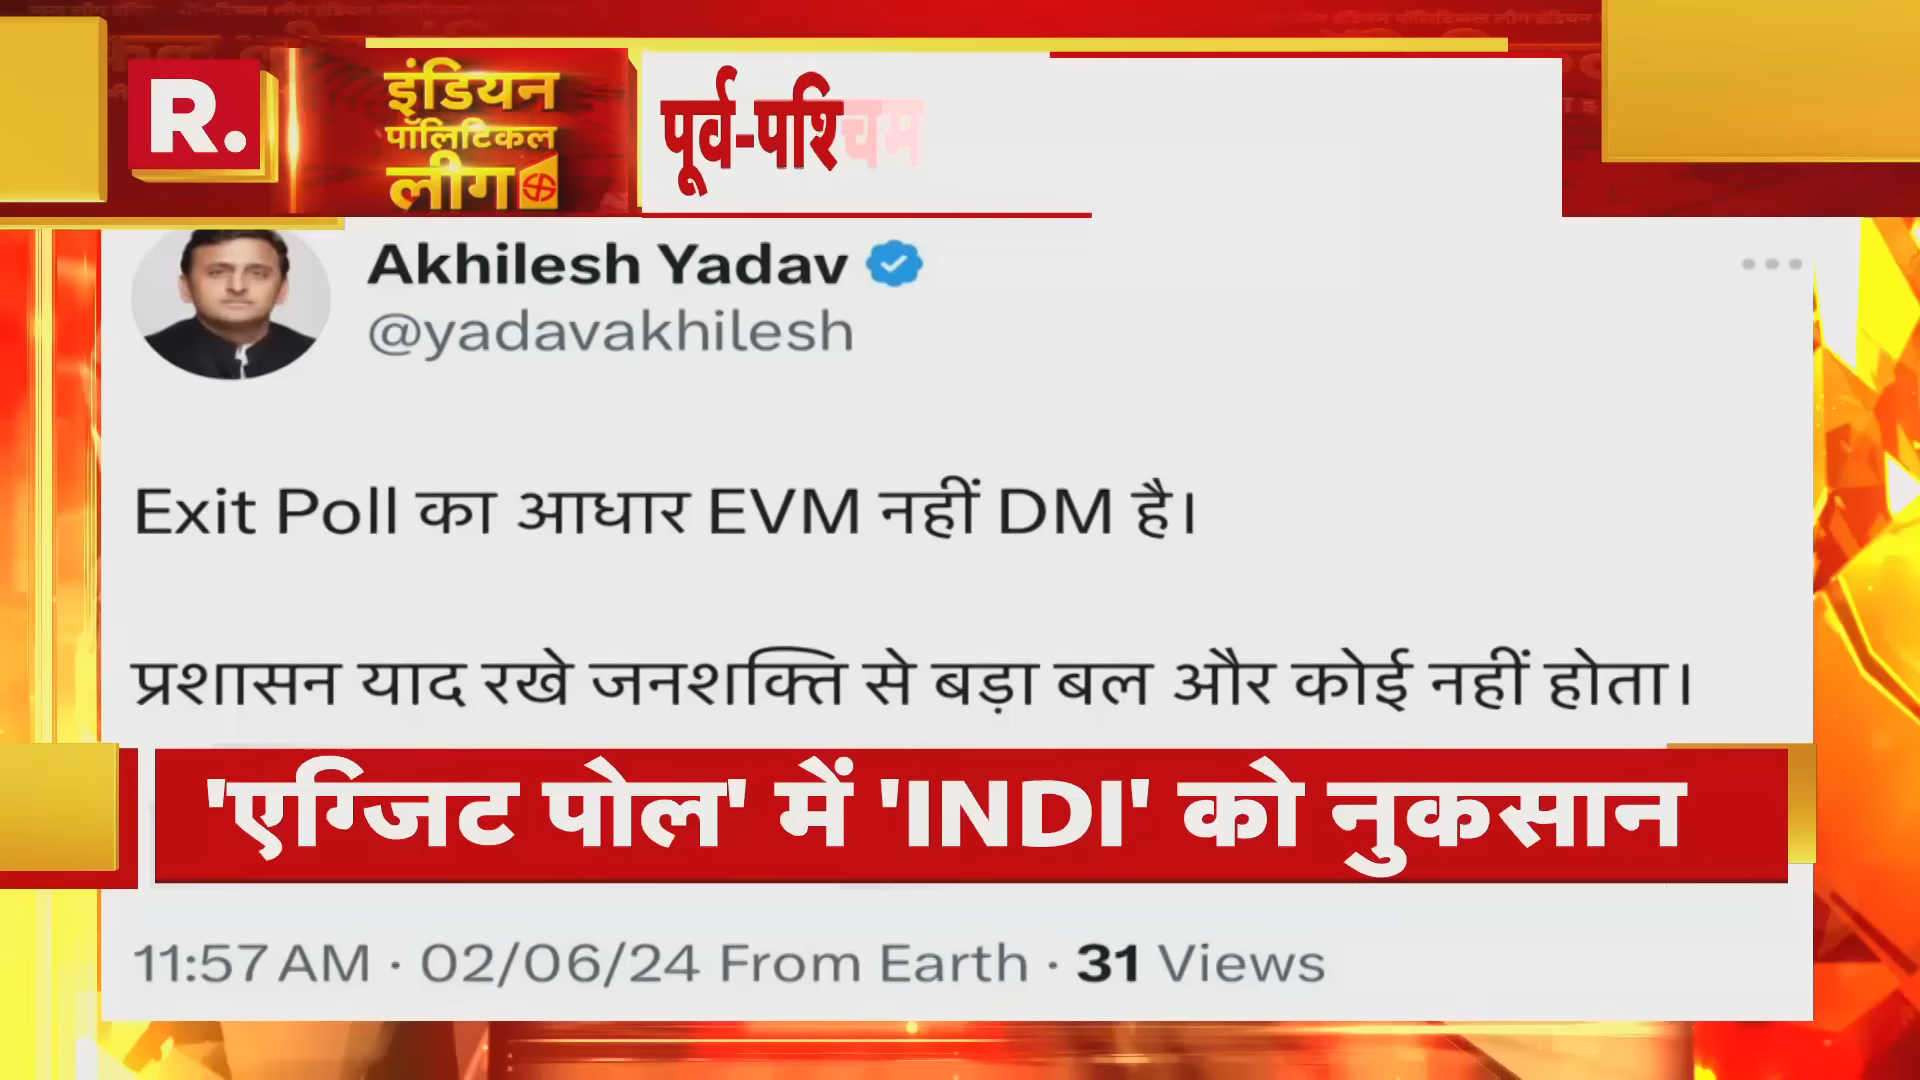 R.
इंडियन
पॉलिटिकल
लीग
पूर्व-पश्चिम
Akhilesh Yadav
@yadavakhilesh
Exit Poll का आधार EVM नहीं DM है।
प्रशासन याद रखे जनशक्ति से बड़ा बल और कोई नहीं होता।
'एग्जिट पोल' में 'INDI' को नुकसान
11:57 AM · 02/06/24 From Earth · 31 Views